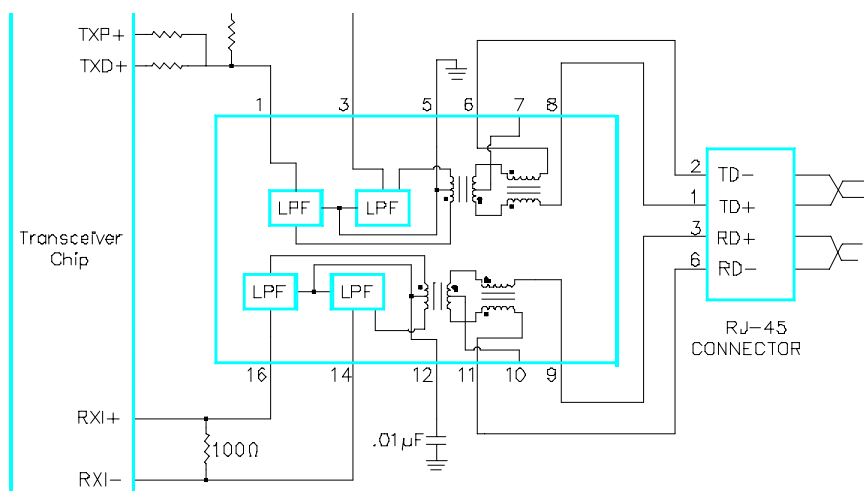 TXP+
TXD+
1 3 5 6 7 8
LPF LPF
2 TD-
1 TD+
3 RD+
6 RD-
Transceiver
Chip
LPF LPF
RJ-45
CONNECTOR
16 14 12 11 10 9
RXI+
100Ω
.01µF
RXI-